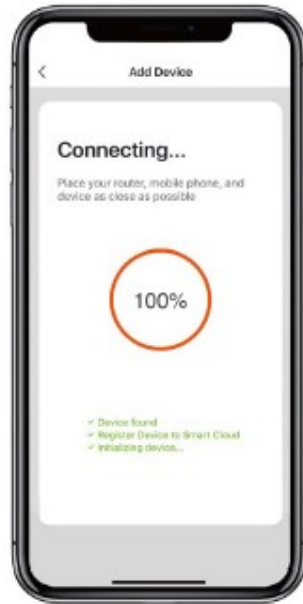 Add Device
Connecting...
Place your router, mobile phone, and
device as close as possible
100%
✓ Device found
✓ Register Device to Smart Cloud
✓ Initializing device...